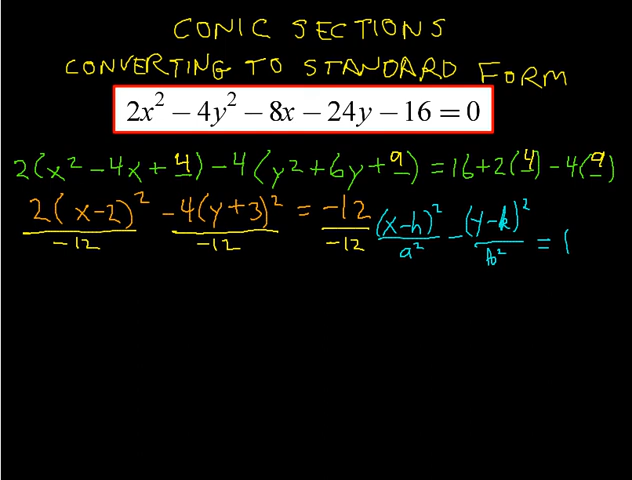 CONIC SECTIONS
CONVERTING TO STANDARD FORM
2x² − 4y² − 8x − 24y − 16 = 0
2(x² − 4x + 4) − 4(y² + 6y + 9) = 16 + 2(4) − 4(9)
2(x−2)²/−12 −4(y+3)²/−12 = −12/−12 (x−h)²/a² − (y−k)²/b² = 1